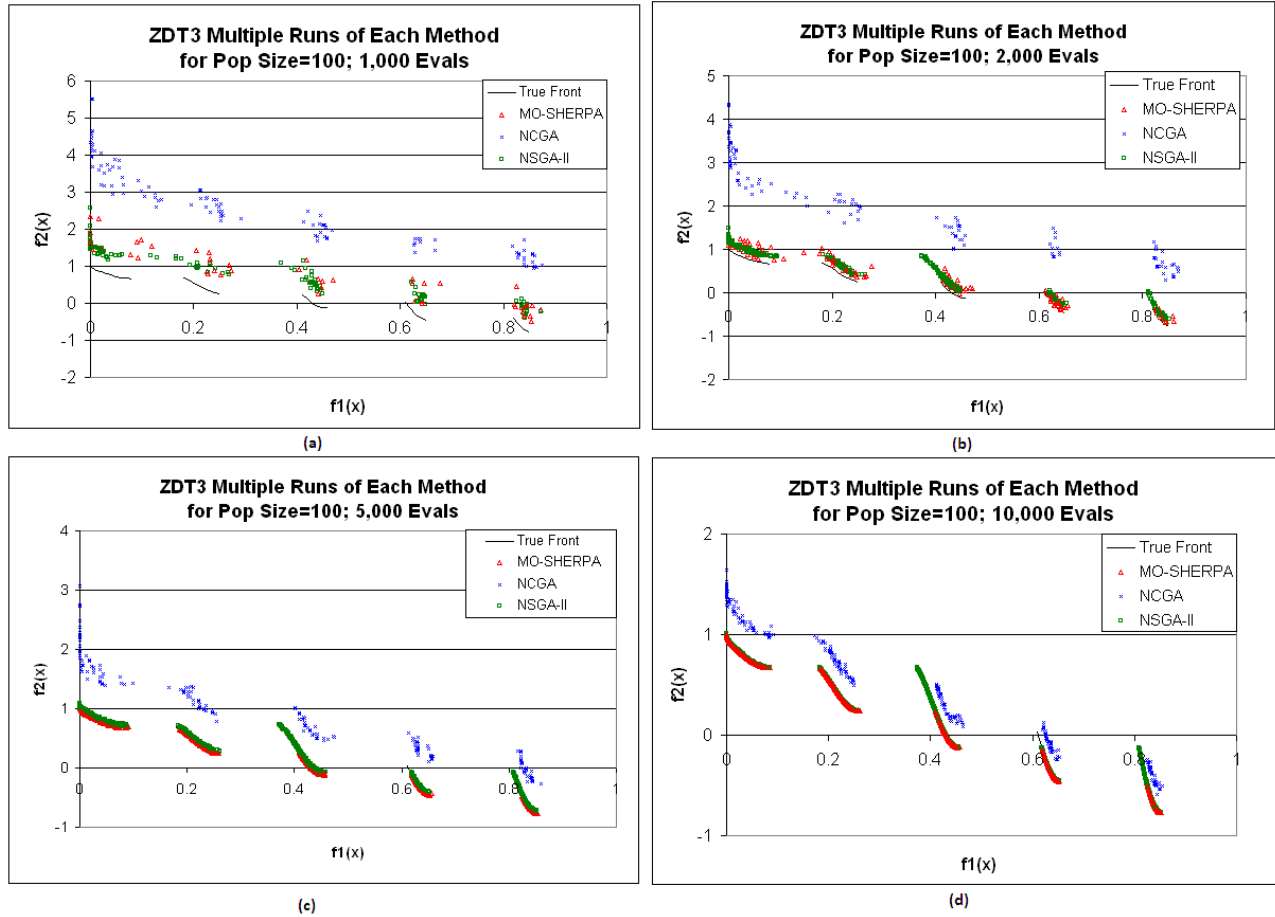 ZDT3 Multiple Runs of Each Method
for Pop Size=100; 1,000 Evals
True Front
MO-SHERPA
NCGA
NSGA-II
f2(x)
6
5
4
3
2
1
0
-1
-2
0
0.2
0.4
0.6
0.8
1
f1(x)
(a)
ZDT3 Multiple Runs of Each Method
for Pop Size=100; 2,000 Evals
True Front
MO-SHERPA
NCGA
NSGA-II
f2(x)
5
4
3
2
1
0
-1
-2
0
0.2
0.4
0.6
0.8
1
f1(x)
(b)
ZDT3 Multiple Runs of Each Method
for Pop Size=100; 5,000 Evals
True Front
MO-SHERPA
NCGA
NSGA-II
f2(x)
4
3
2
1
0
-1
0
0.2
0.4
0.6
0.8
1
f1(x)
(c)
ZDT3 Multiple Runs of Each Method
for Pop Size=100; 10,000 Evals
True Front
MO-SHERPA
NCGA
NSGA-II
f2(x)
2
1
0
-1
0
0.2
0.4
0.6
0.8
1
f1(x)
(d)